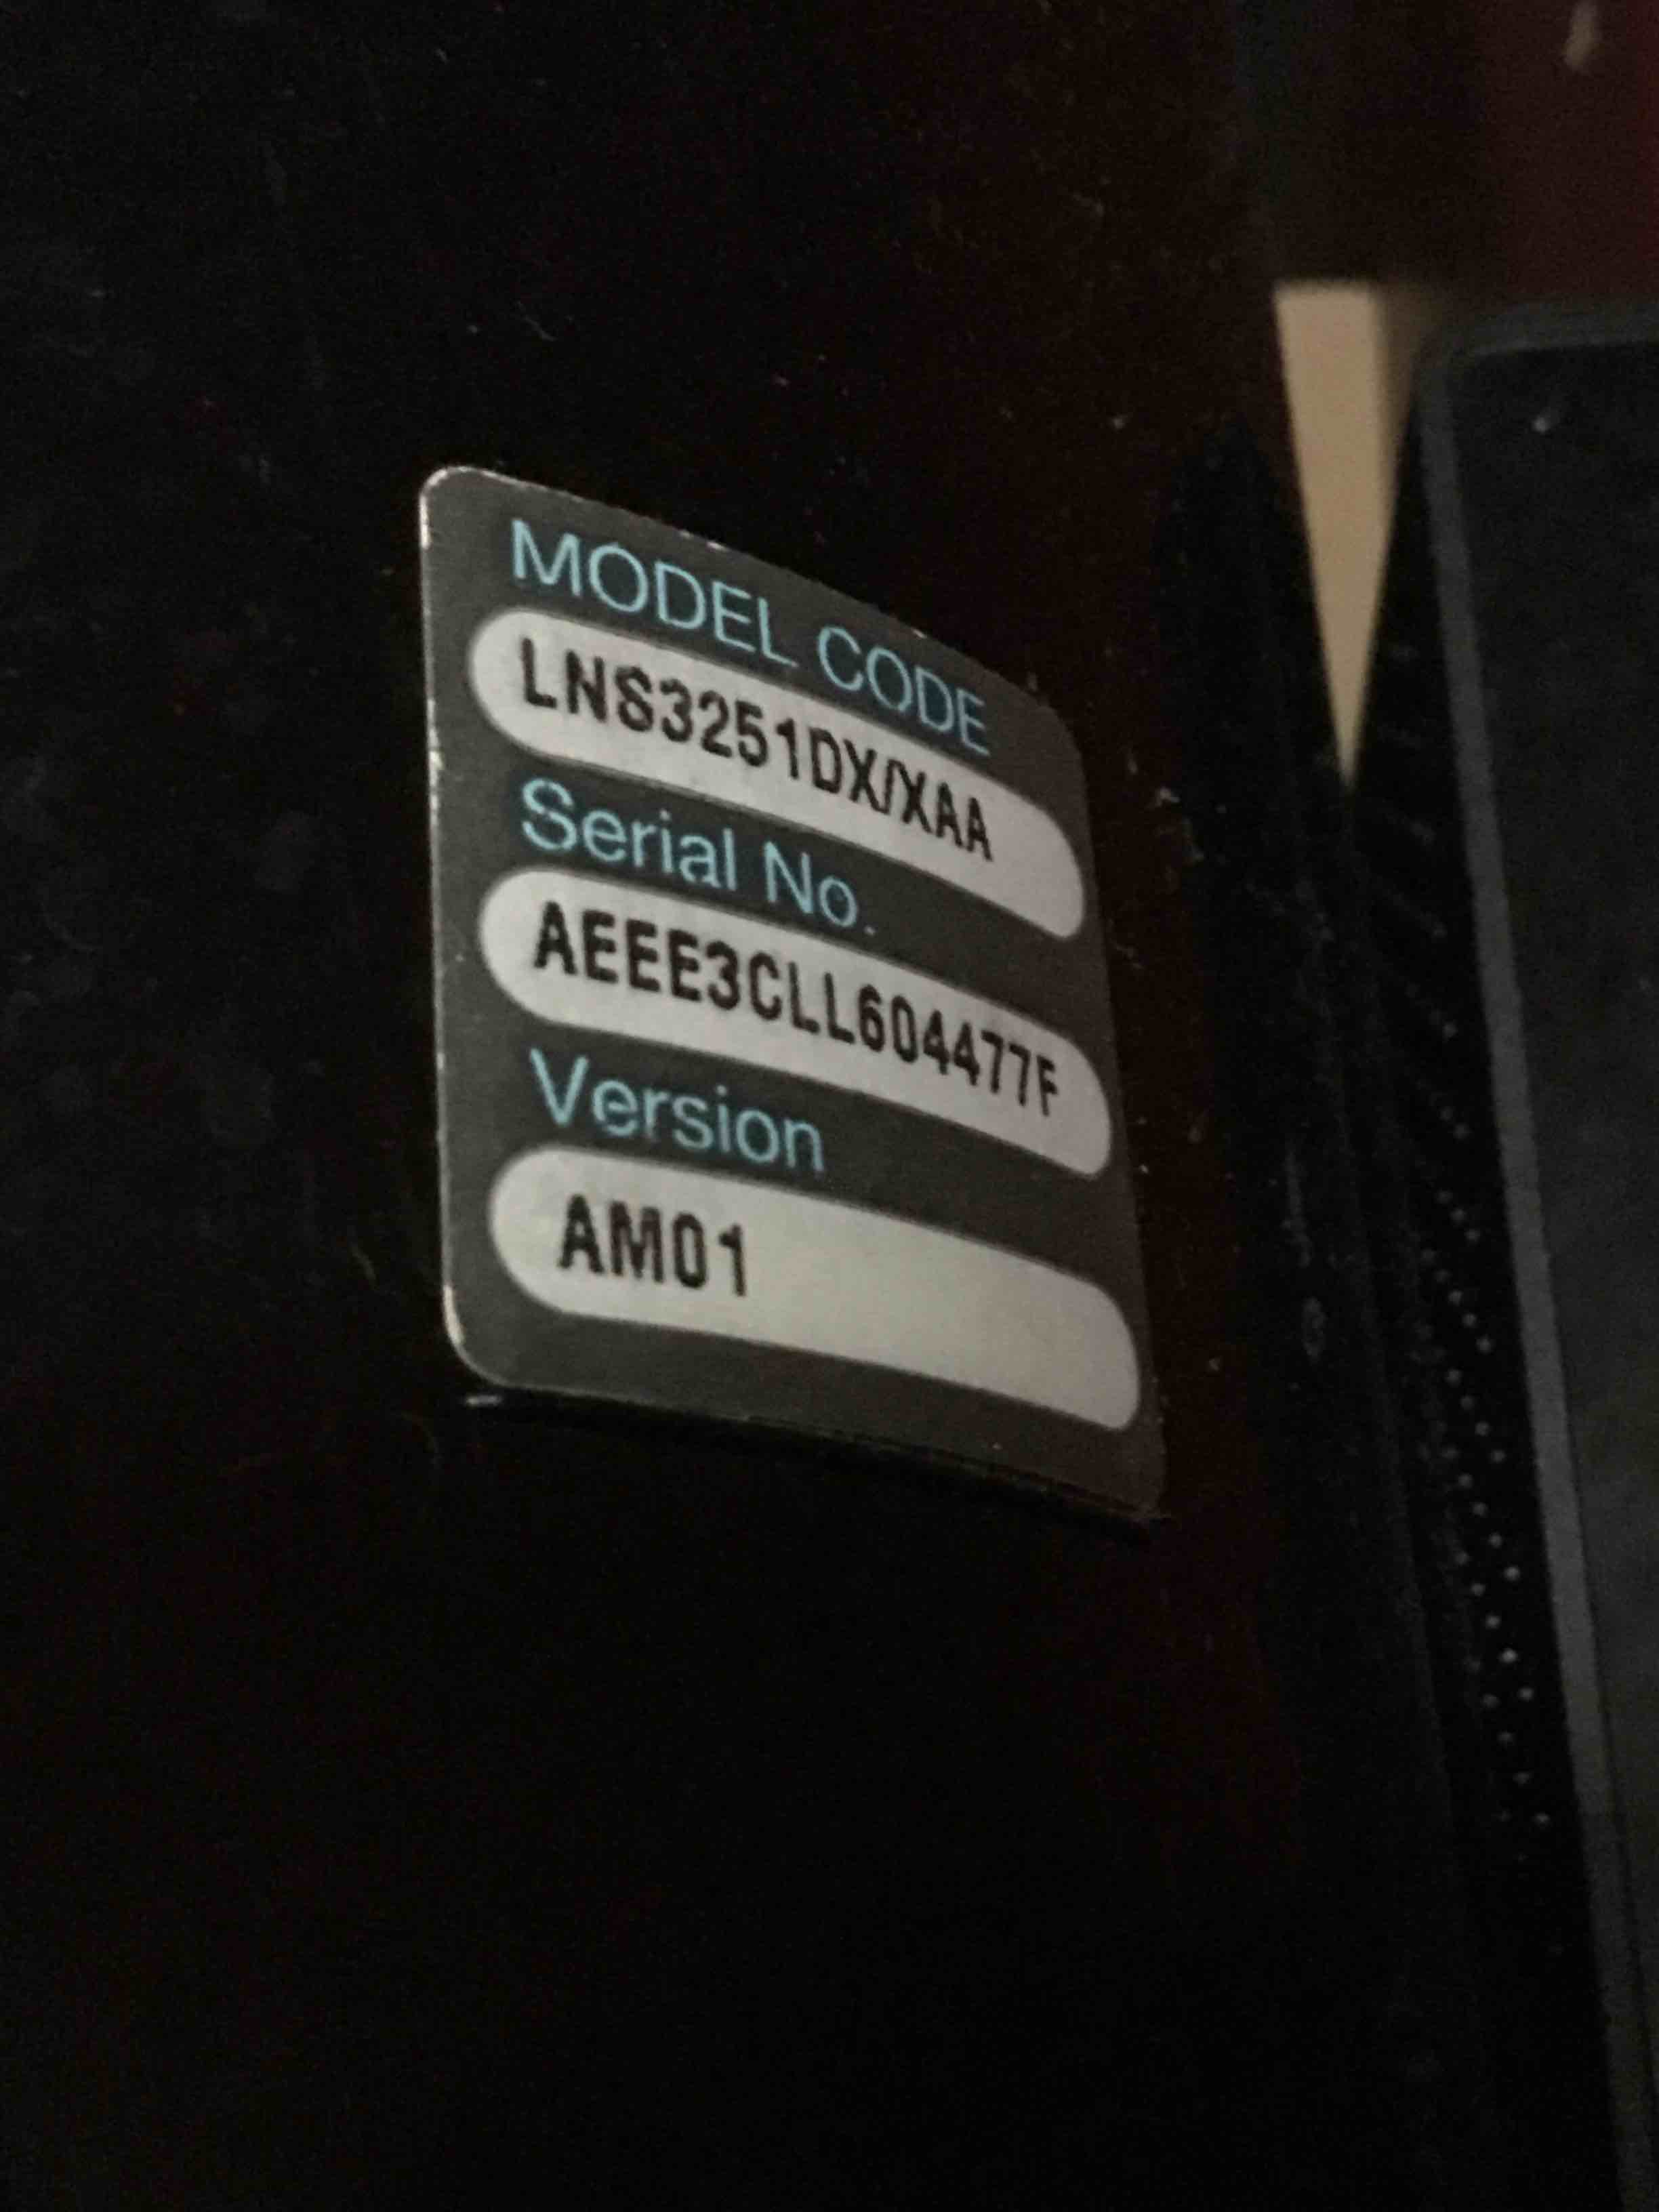 MODEL CODE
LNS3251DX/XAA
Serial No.
AEEE3CLL604477F
Version
AM01